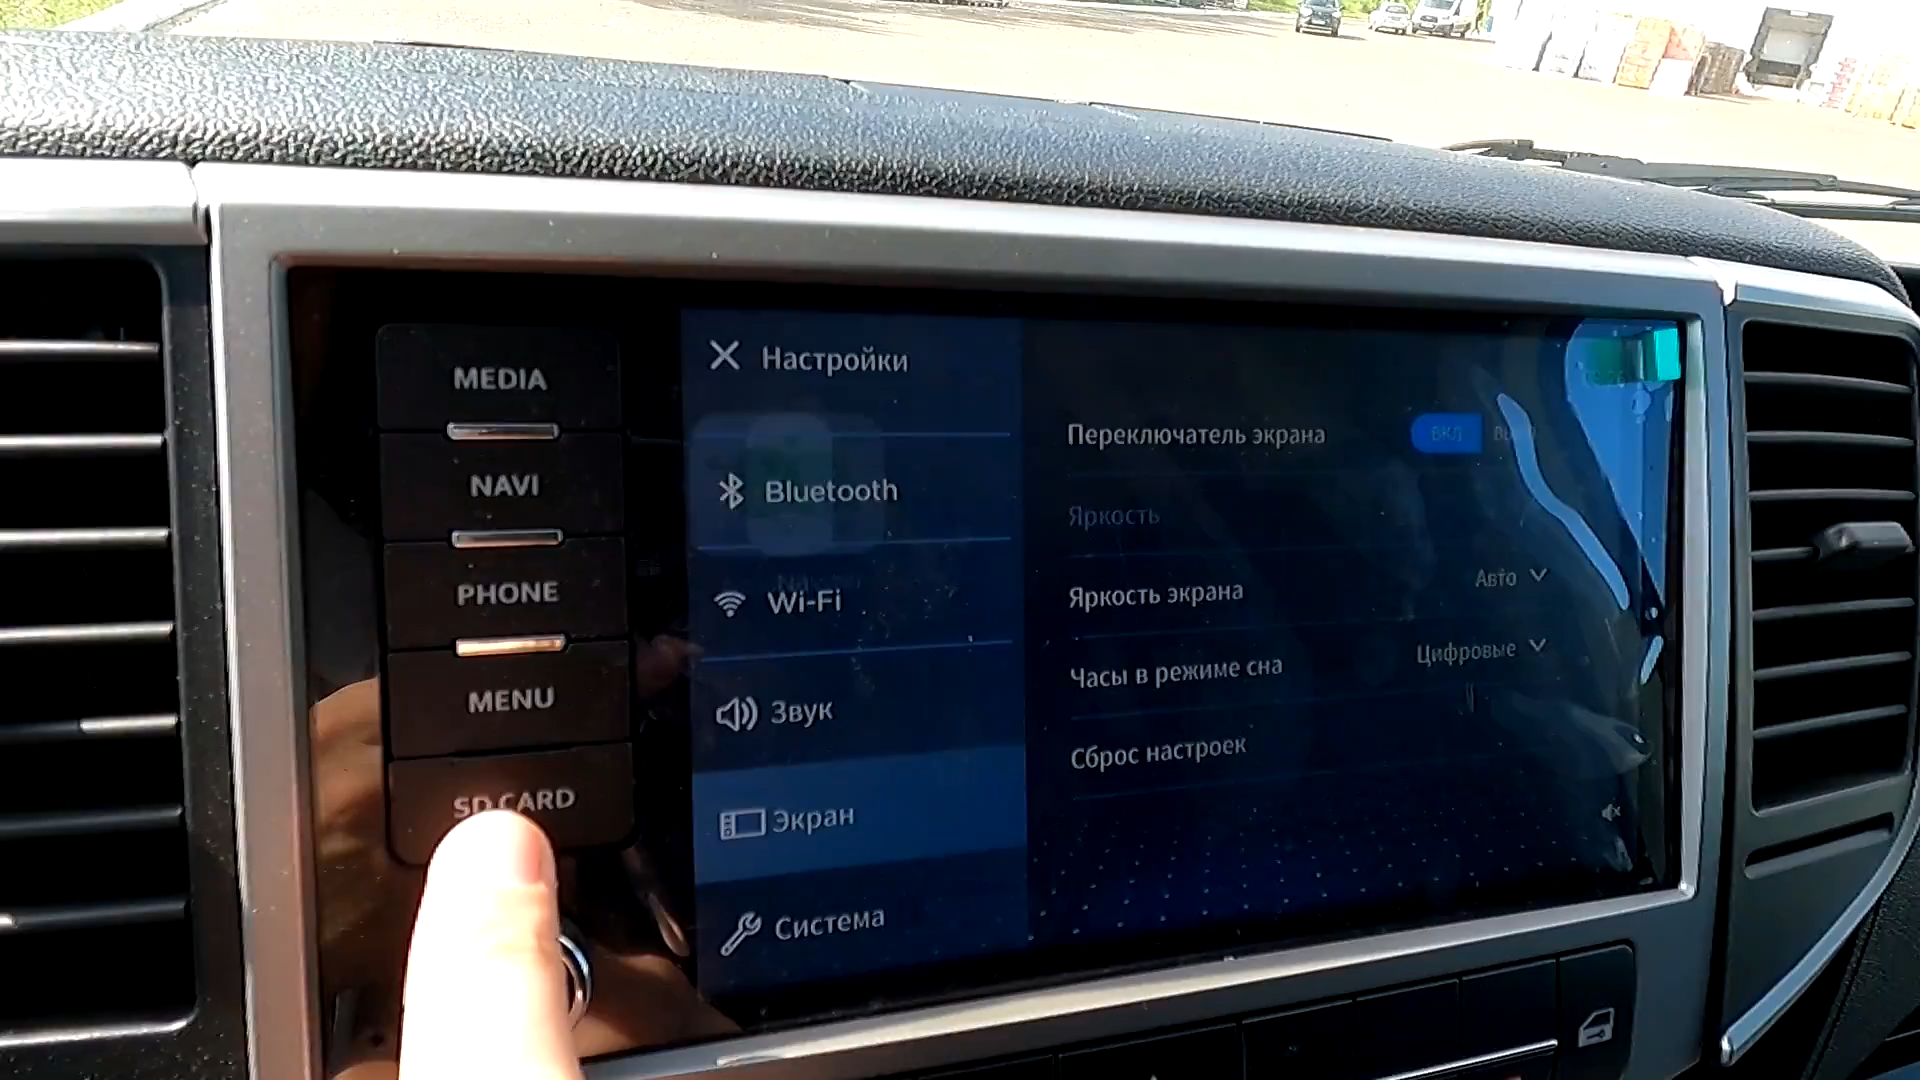 MEDIA
NAVI
PHONE
MENU
SD CARD
Настройки
Bluetooth
Wi-Fi
Звук
Экран
Система
Переключатель экрана
ВКЛ
Яркость
Яркость экрана
Авто
Часы в режиме сна
Цифровые
Сброс настроек